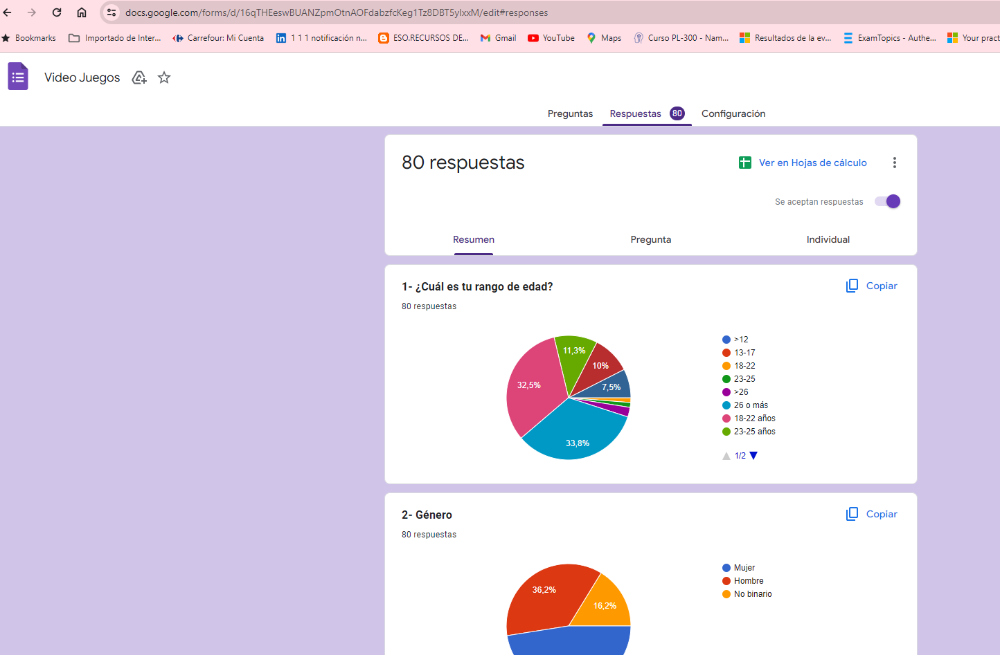 docs.google.com/forms/d/16qTHEeswBUANZpmOtnAOFdabzfcKeg1Tz8DBT5ylxxM/edit#responses
Bookmarks Importado de Inter... Carrefour: Mi Cuenta 1 1 1 notificación n... ESO.RECURSOS DE... Gmail YouTube Maps Curso PL-300 - Nam... Resultados de la ev... ExamTopics - Authe... Your pract
Video Juegos
Preguntas Respuestas 80 Configuración
80 respuestas Ver en Hojas de cálculo
Se aceptan respuestas
Resumen Pregunta Individual
1- ¿Cuál es tu rango de edad? Copiar
80 respuestas
11,3%
10%
32,5%
7,5%
33,8%
>12
13-17
18-22
23-25
>26
26 o más
18-22 años
23-25 años
1/2
2- Género Copiar
80 respuestas
36,2%
16,2%
Mujer
Hombre
No binario